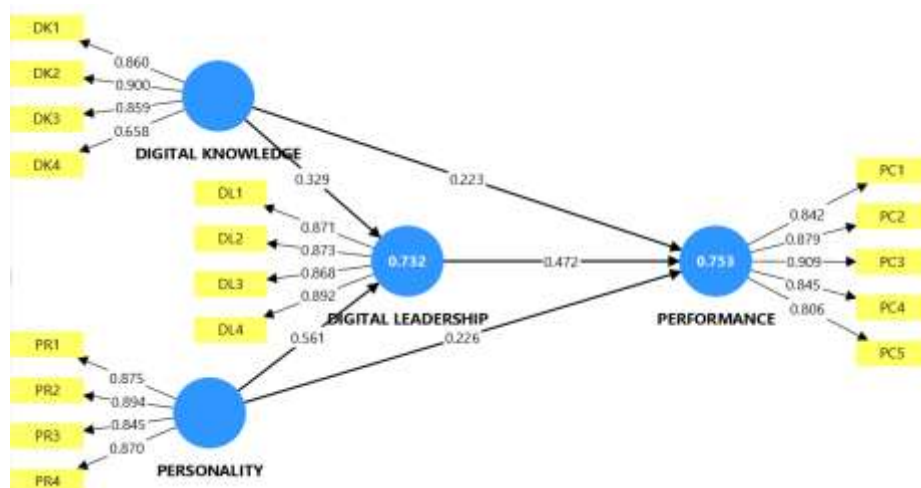 DK1
DK2
DK3
DK4
0.860
0.900
0.859
0.658
DIGITAL KNOWLEDGE
0.329
0.223
DL1
DL2
DL3
DL4
0.871
0.873
0.868
0.892
0.732
DIGITAL LEADERSHIP
0.472
0.561
0.226
PR1
PR2
PR3
PR4
0.875
0.894
0.845
0.870
PERSONALITY
0.753
PERFORMANCE
0.842
0.879
0.909
0.845
0.806
PC1
PC2
PC3
PC4
PC5